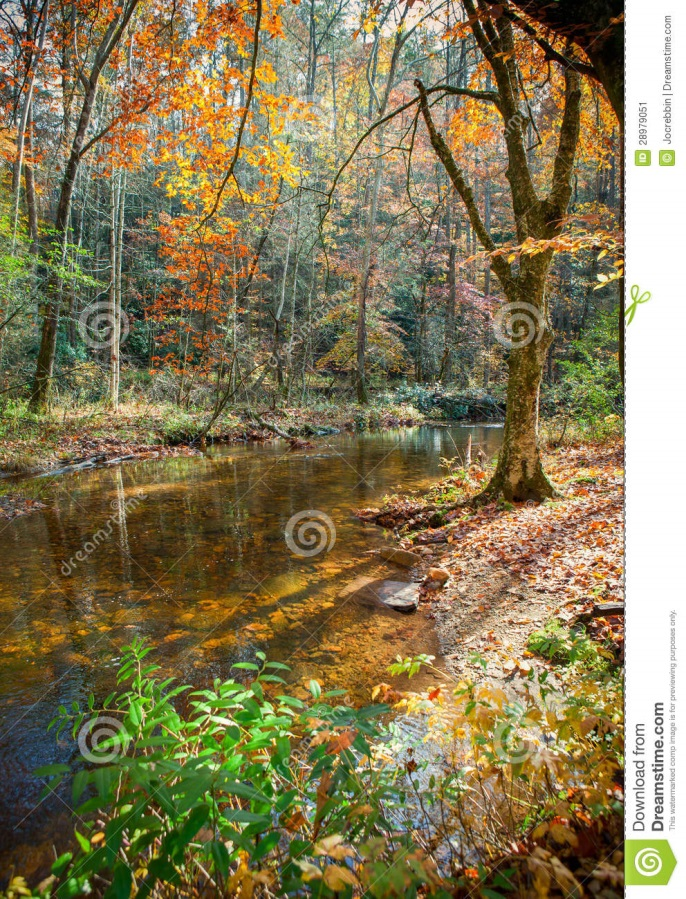 ID 28979051
© Jocrebbin | Dreamstime.com
Download from
Dreamstime.com
This watermarked comp image is for previewing purposes only.
dreamstime
dreamstime